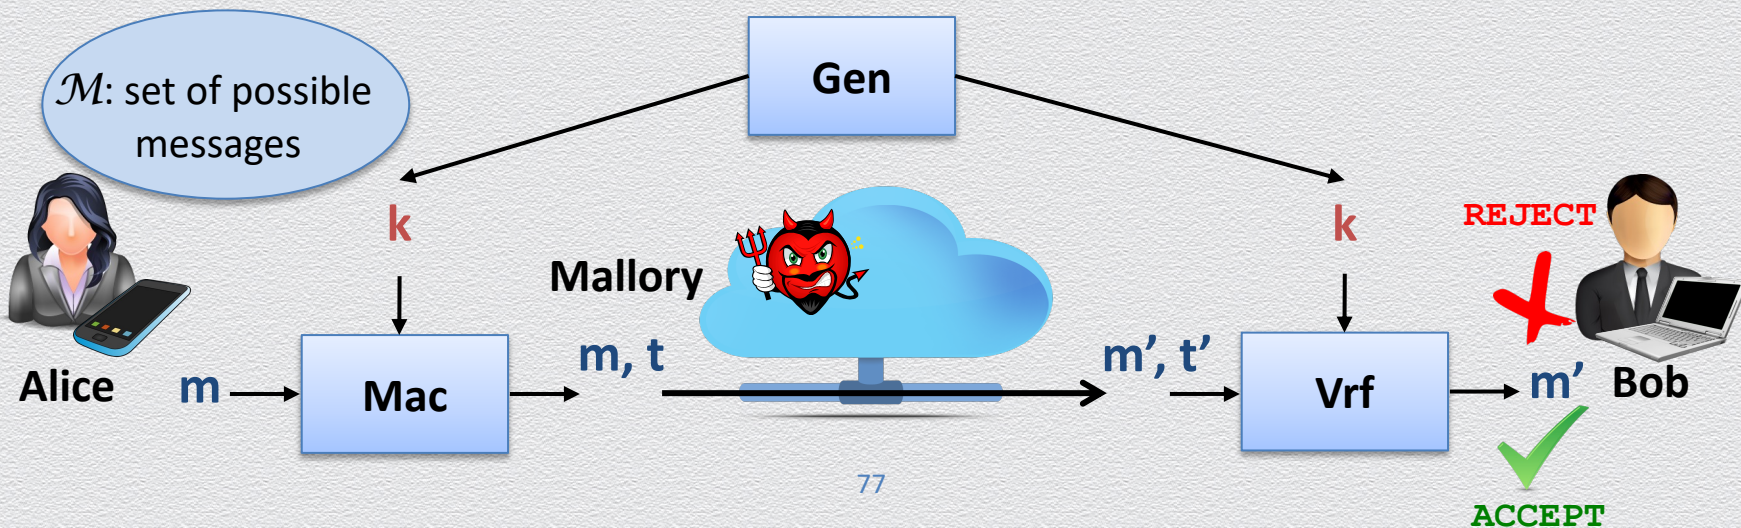 ℳ: set of possible
messages
Gen
k
k
REJECT
Mallory
m, t
m’, t’
Alice
m
Mac
Vrf
m’
Bob
77
ACCEPT